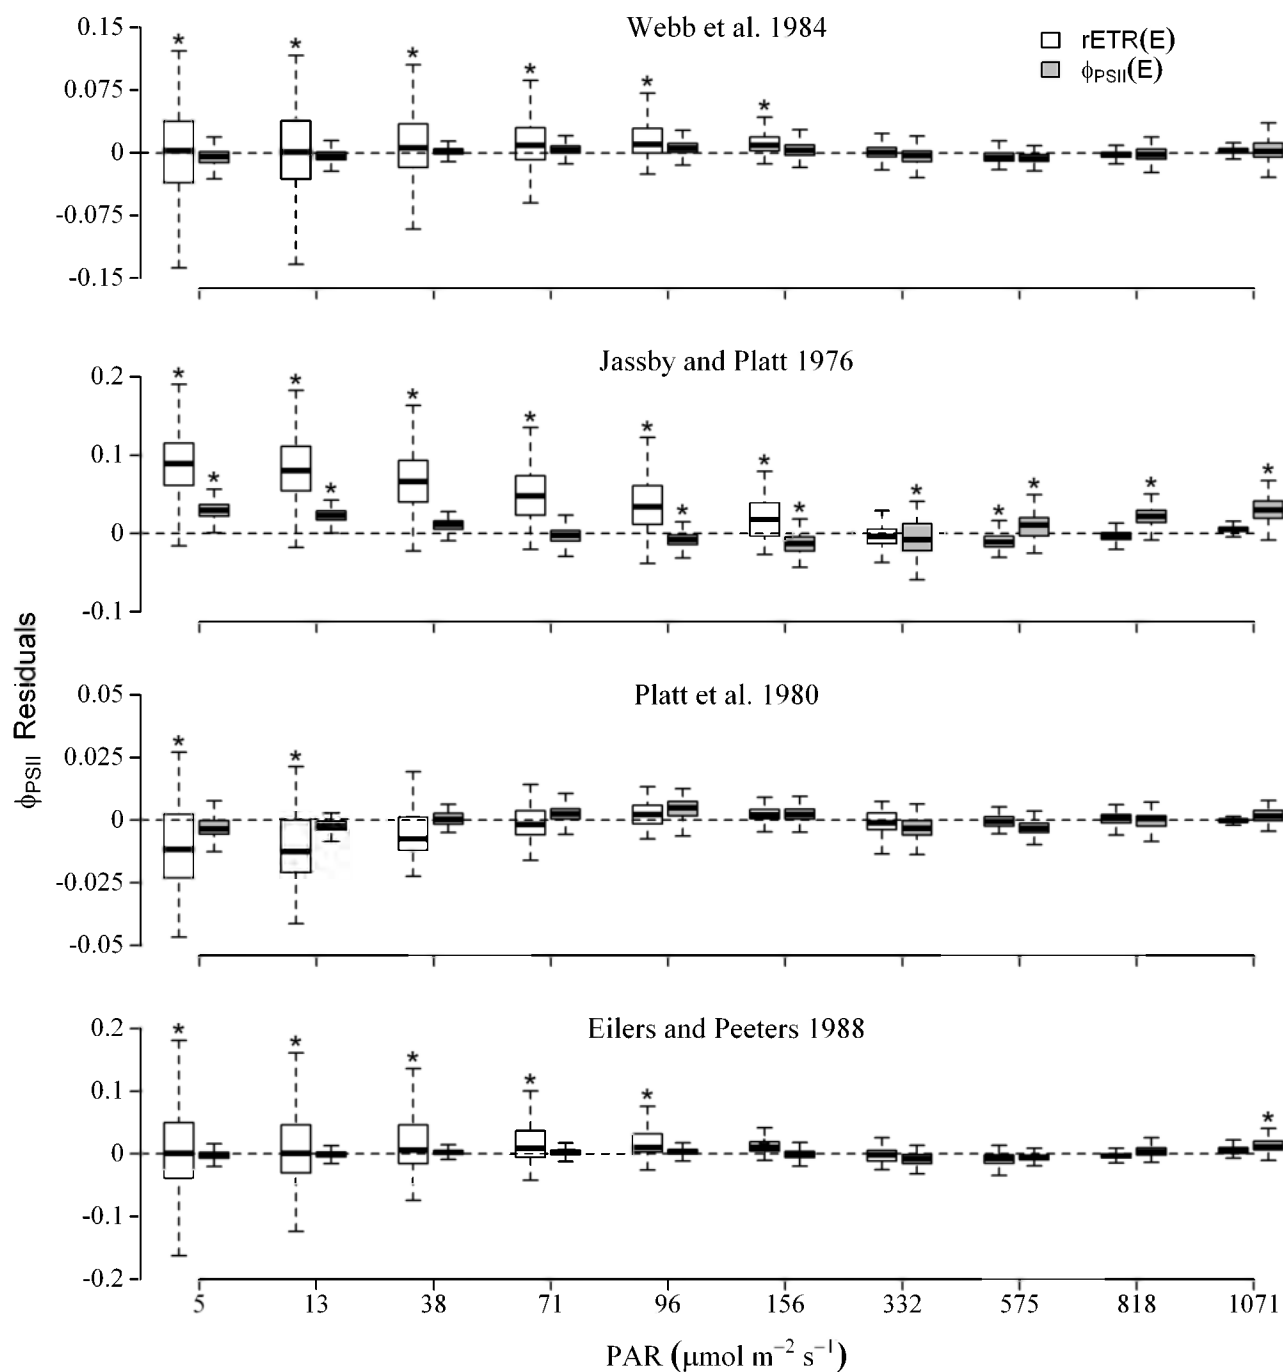 Webb et al. 1984
rETR(E)
ϕPSII(E)
0.15
0.075
0
-0.075
-0.15
* * * * * *
Jassby and Platt 1976
0.2
0.1
0
-0.1
* * * * * * * * * * * * * *
Platt et al. 1980
0.05
0.025
0
-0.025
-0.05
* *
Eilers and Peeters 1988
0.2
0.1
0
-0.1
-0.2
* * * * * *
5 13 38 71 96 156 332 575 818 1071
PAR (μmol m⁻² s⁻¹)
ϕPSII Residuals